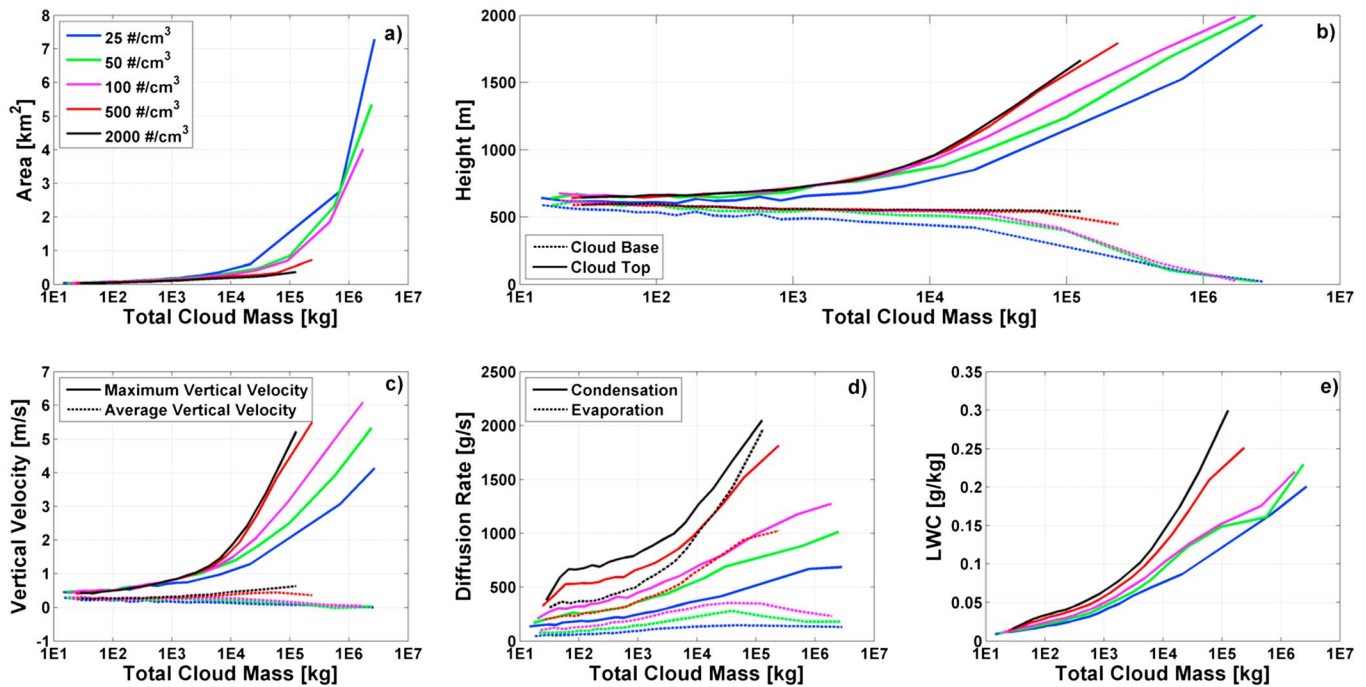 a)
8
7
6
5
4
3
2
1
0
Area [km²]
25 #/cm³
50 #/cm³
100 #/cm³
500 #/cm³
2000 #/cm³
1E1 1E2 1E3 1E4 1E5 1E6 1E7
Total Cloud Mass [kg]
b)
2000
1500
1000
500
0
Height [m]
Cloud Base
Cloud Top
1E2 1E3 1E4 1E5 1E6 1E7
Total Cloud Mass [kg]
c)
7
6
5
4
3
2
1
0
-1
Vertical Velocity [m/s]
Maximum Vertical Velocity
Average Vertical Velocity
1E1 1E2 1E3 1E4 1E5 1E6 1E7
Total Cloud Mass [kg]
d)
2500
2000
1500
1000
500
0
Diffusion Rate [g/s]
Condensation
Evaporation
1E1 1E2 1E3 1E4 1E5 1E6 1E7
Total Cloud Mass [kg]
e)
0.35
0.3
0.25
0.2
0.15
0.1
0.05
0
LWC [g/kg]
1E1 1E2 1E3 1E4 1E5 1E6 1E7
Total Cloud Mass [kg]